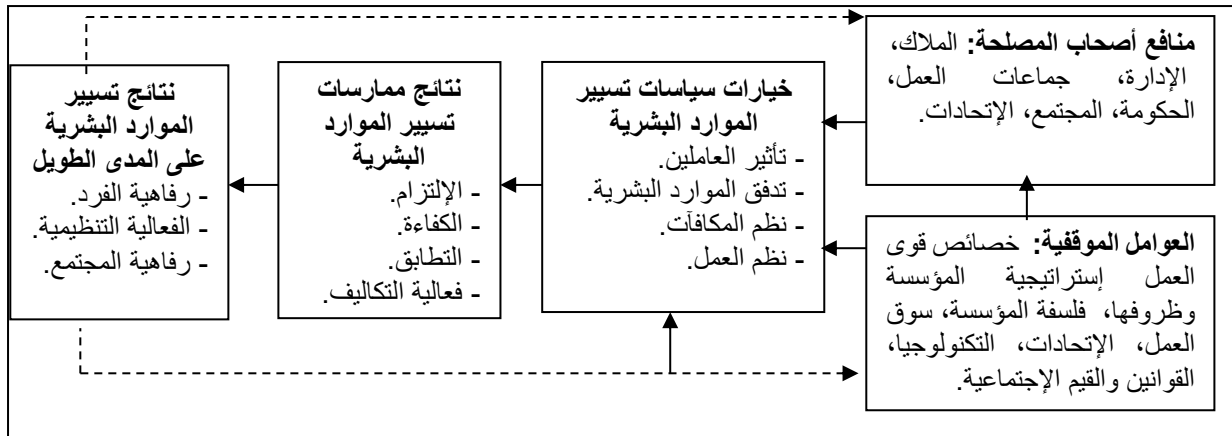 منافع أصحاب المصلحة: الملاك،
الإدارة، جماعات العمل،
الحكومة، المجتمع، الإتحادات.
العوامل الموقفية: خصائص قوى
العمل إستراتيجية المؤسسة
وظروفها، فلسفة المؤسسة، سوق
العمل، الإتحادات، التكنولوجيا،
القوانين والقيم الإجتماعية.
خيارات سياسات تسيير
الموارد البشرية
- تأثير العاملين.
- تدفق الموارد البشرية.
- نظم المكافآت.
- نظم العمل.
نتائج ممارسات
تسيير الموارد
البشرية
- الإلتزام.
- الكفاءة.
- التطابق.
- فعالية التكاليف.
نتائج تسيير
الموارد البشرية
على المدى الطويل
- رفاهية الفرد.
- الفعالية التنظيمية.
- رفاهية المجتمع.